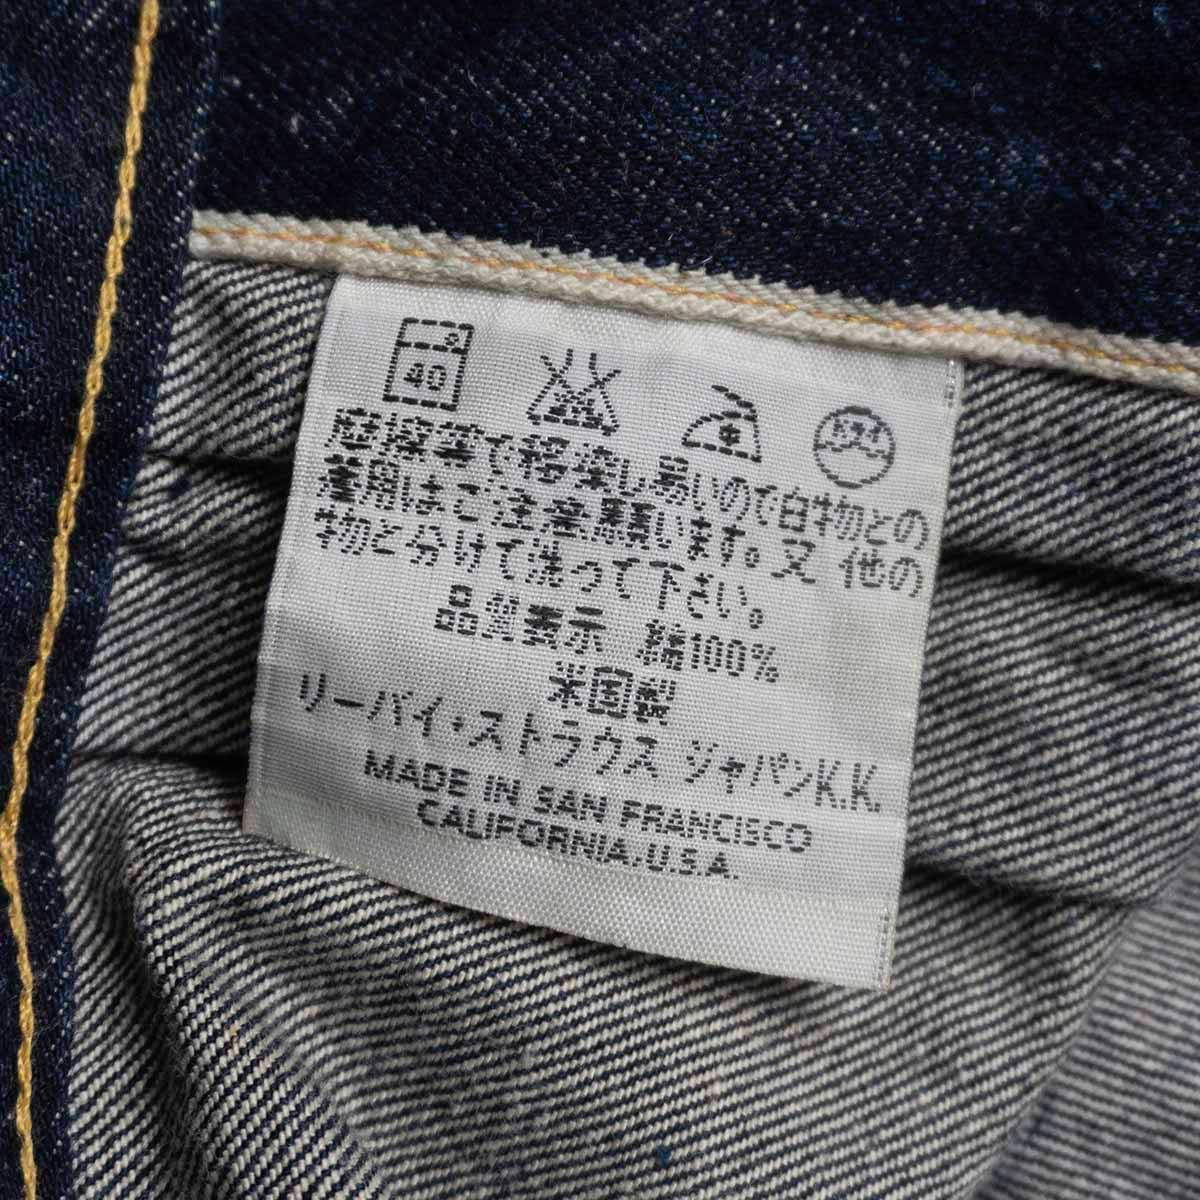 40
摩擦等で移染し易いので白物との
着用はご注意願います。又 他の
物と分けて洗って下さい。
品質表示 綿100%
米国製
リーバイ・ストラウス ジャパンK.K.
MADE IN SAN FRANCISCO
CALIFORNIA.U.S.A.